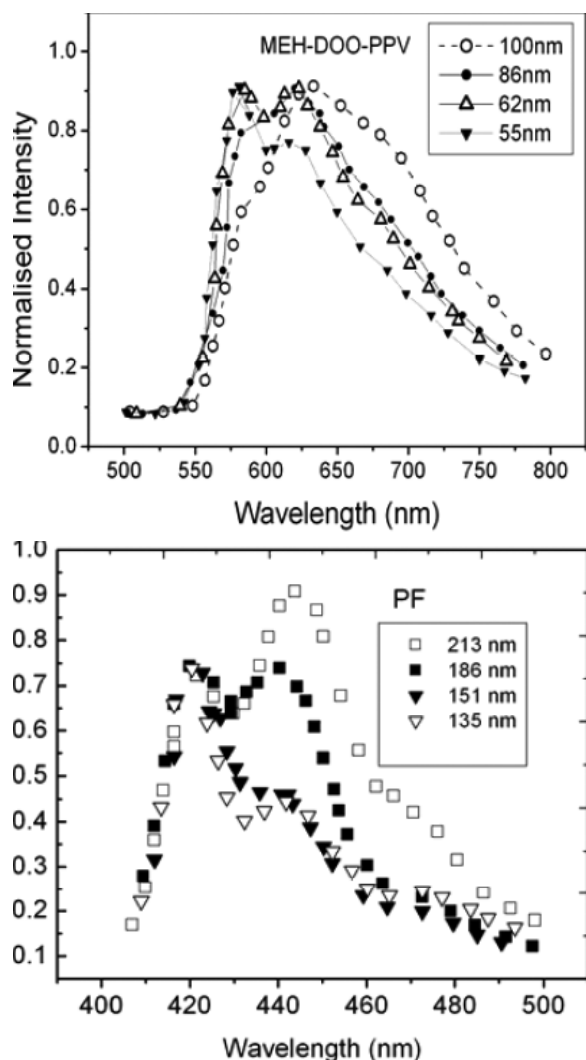 MEH-DOO-PPV
100nm
86nm
62nm
55nm
Normalised Intensity
1.0
0.8
0.6
0.4
0.2
0.0
500 550 600 650 700 750 800
Wavelength (nm)
1.0
0.9
0.8
0.7
0.6
0.5
0.4
0.3
0.2
0.1
PF
213 nm
186 nm
151 nm
135 nm
400 420 440 460 480 500
Wavelength (nm)